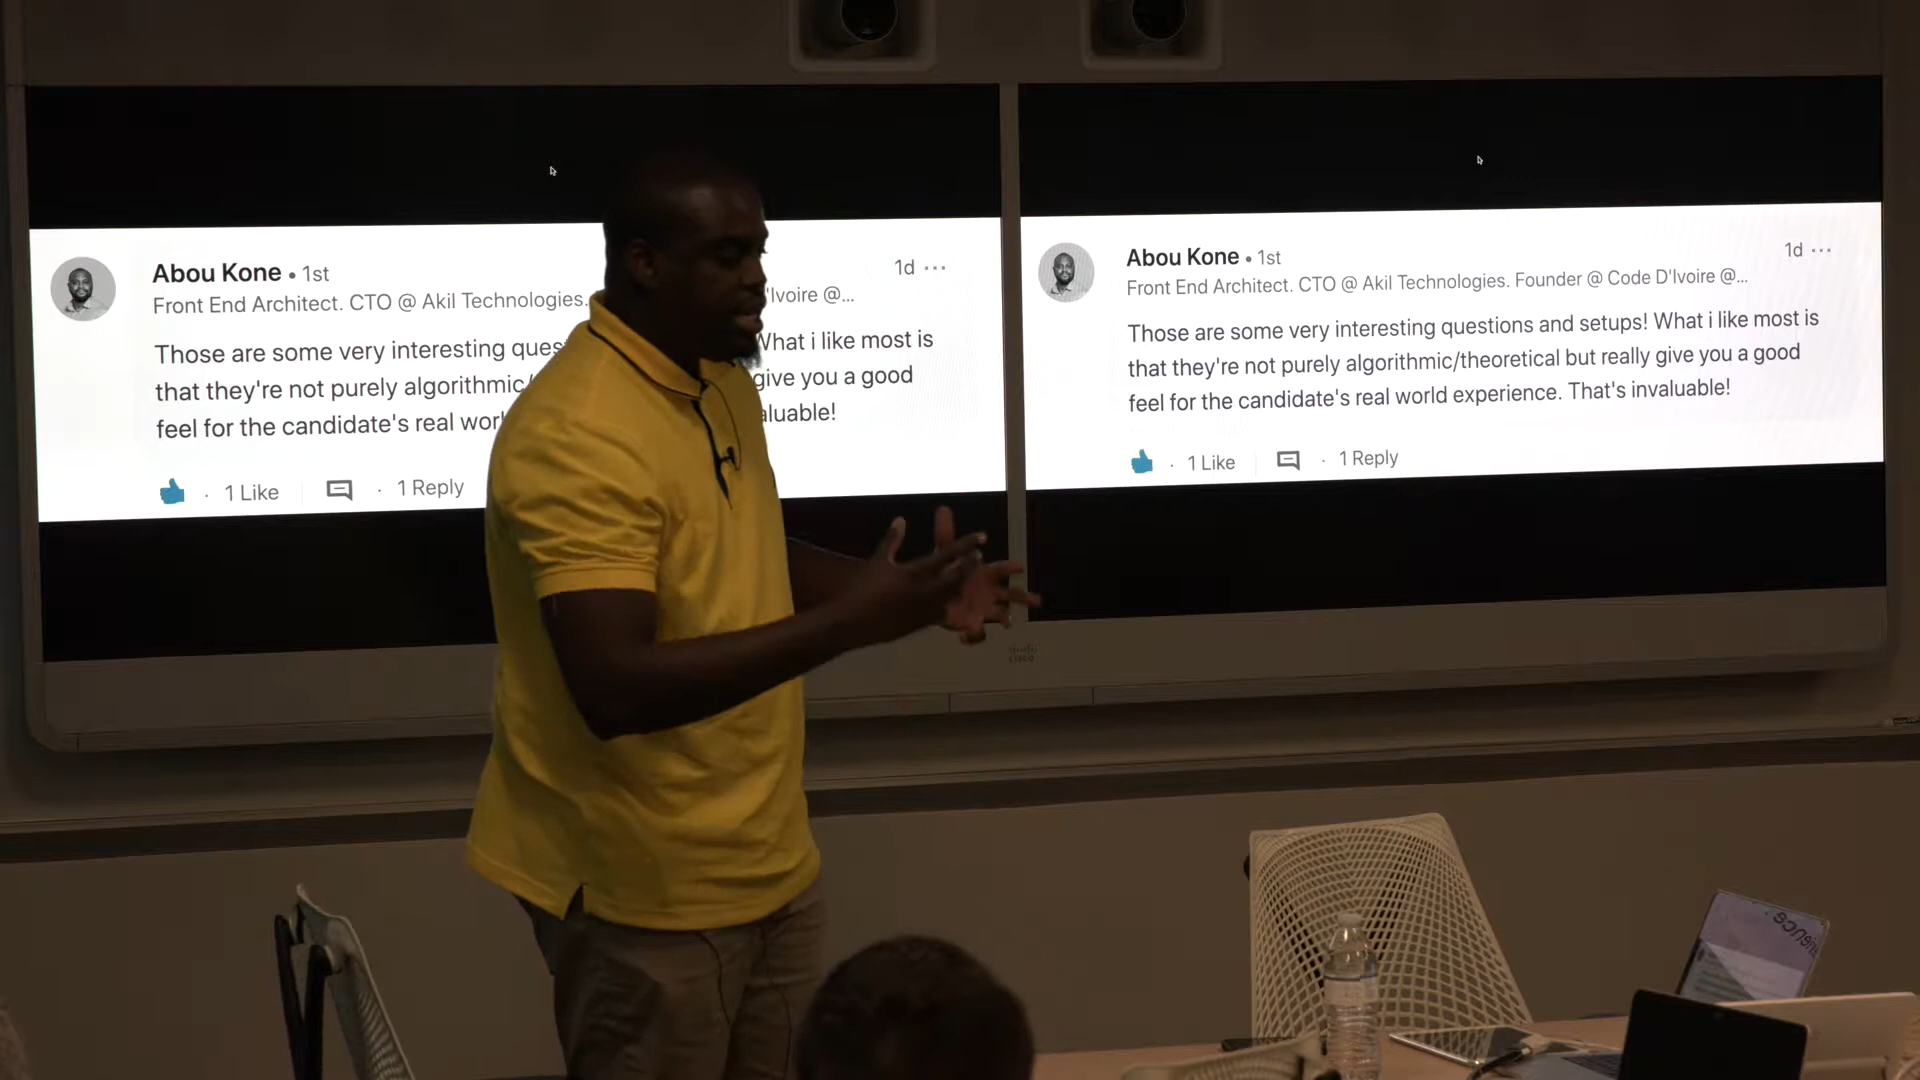 Abou Kone • 1st
1d ...
Front End Architect. CTO @ Akil Technologies.
'Ivoire @...
Those are some very interesting
What i like most is
that they're not purely algorithmic/
give you a good
feel for the candidate's real
1 Like
1 Reply
Abou Kone • 1st
1d ...
Front End Architect. CTO @ Akil Technologies. Founder @ Code D'Ivoire @...
Those are some very interesting questions and setups! What i like most is
that they're not purely algorithmic/theoretical but really give you a good
feel for the candidate's real world experience. That's invaluable!
1 Like
1 Reply
CISCO